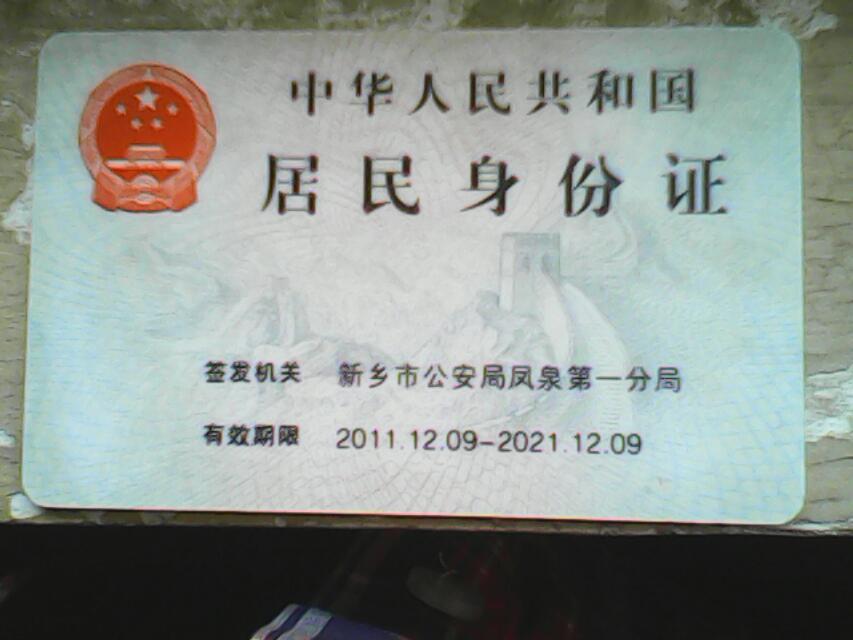 中华人民共和国
居民身份证
签发机关 新乡市公安局凤泉第一分局
有效期限 2011.12.09-2021.12.09